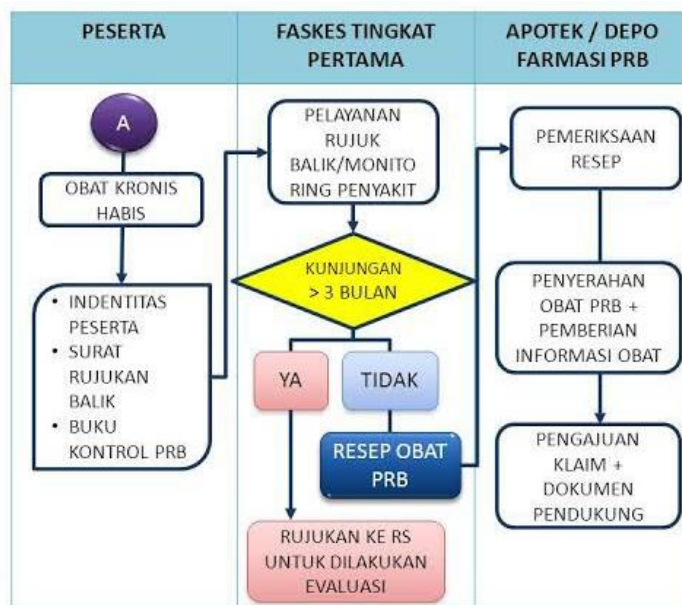 PESERTA
FASKES TINGKAT
PERTAMA
APOTEK / DEPO
FARMASI PRB
A
OBAT KRONIS
HABIS
• INDENTITAS
PESERTA
• SURAT
RUJUKAN
BALIK
• BUKU
KONTROL PRB
PELAYANAN
RUJUK
BALIK/MONITO
RING PENYAKIT
KUNJUNGAN
> 3 BULAN
YA
TIDAK
RESEP OBAT
PRB
RUJUKAN KE RS
UNTUK DILAKUKAN
EVALUASI
PEMERIKSAAN
RESEP
PENYERAHAN
OBAT PRB +
PEMBERIAN
INFORMASI OBAT
PENGAJUAN
KLAIM +
DOKUMEN
PENDUKUNG